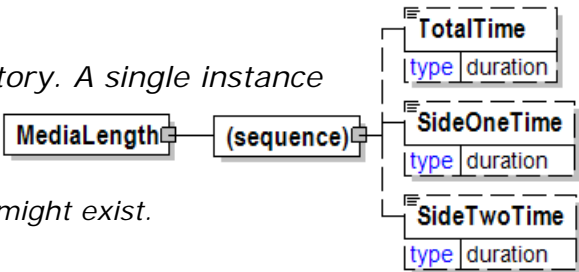 TotalTime
type duration
tory. A single instance
SideOneTime
type duration
MediaLength
(sequence)
might exist.
SideTwoTime
type duration